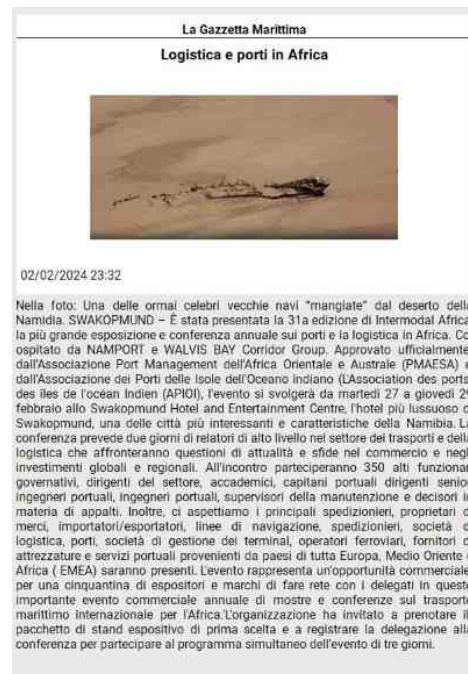 La Gazzetta Marittima
Logistica e porti in Africa
02/02/2024 23:32
Nella foto: Una delle ormai celebri vecchie navi “mangiate” dal deserto della
Namidia. SWAKOPMUND – È stata presentata la 31a edizione di Intermodal Africa,
la più grande esposizione e conferenza annuale sui porti e la logistica in Africa. Co
ospitato da NAMPORT e WALVIS BAY Corridor Group. Approvato ufficialmente
dall'Associazione Port Management dell'Africa Orientale e Australe (PMAESA) e
dall'Associazione dei Porti delle Isole dell'Oceano Indiano (L'Association des ports
des îles de l'océan Indien (APIOI), l'evento si svolgerà da martedì 27 a giovedì 29
febbraio allo Swakopmund Hotel and Entertainment Centre, l'hotel più lussuoso
Swakopmund, una delle città più interessanti e caratteristiche della Namibia. La
conferenza prevede due giorni di relatori di alto livello nel settore dei trasporti e della
logistica che affronteranno questioni di attualità e sfide nel commercio e negli
investimenti globali e regionali. All'incontro parteciperanno 350 alti funzionari
governativi, dirigenti del settore, accademici, capitani portuali dirigenti senior
ingegneri portuali, ingegneri portuali, supervisori della manutenzione e decisori in
materia di appalti. Inoltre, ci aspettiamo i principali spedizionieri, proprietari
merci, importatori/esportatori, linee di navigazione, spedizionieri, società
logistica, porti, società di gestione dei terminal, operatori ferroviari, fornitori
attrezzature e servizi portuali provenienti da paesi di tutta Europa, Medio Oriente
Africa ( EMEA) saranno presenti. L'evento rappresenta un'opportunità commerciale
per una cinquantina di espositori e marchi di fare rete con i delegati in questo
importante evento commerciale annuale di mostre e conferenze sul trasporto
marittimo internazionale per l'Africa.L'organizzazione ha invitato a prenotare il
pacchetto di stand espositivo di prima scelta e a registrare la delegazione alla
conferenza per partecipare al programma simultaneo dell'evento di tre giorni.